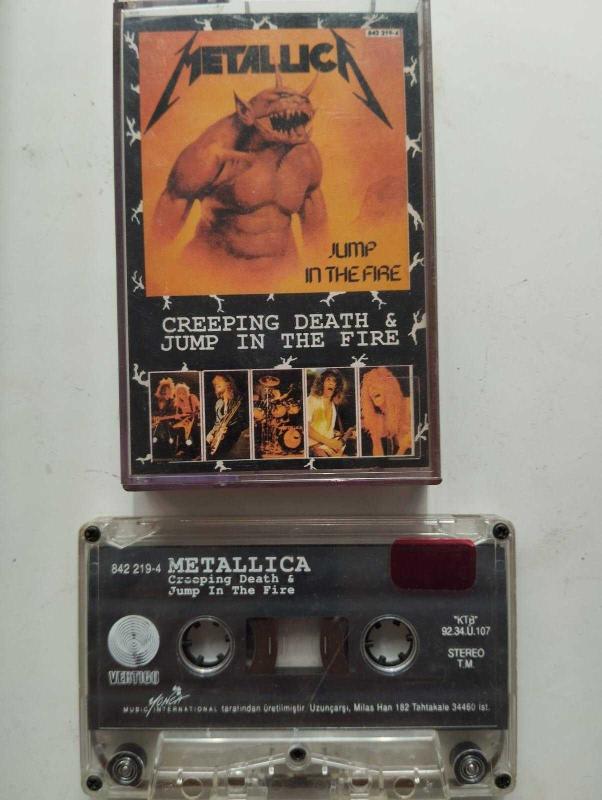 METALLICA
842 219-4
JUMP
IN THE FIRE
CREEPING DEATH &
JUMP IN THE FIRE
842 219-4 METALLICA
Creeping Death &
Jump In The Fire
"KTB"
92.34.Ü.107
STEREO
T.M.
VERTIGO
YONCA
MUSIC INTERNATIONAL tarafından üretilmiştir. Uzunçarşı, Milas Han 182 Tahtakale 34460 ist.